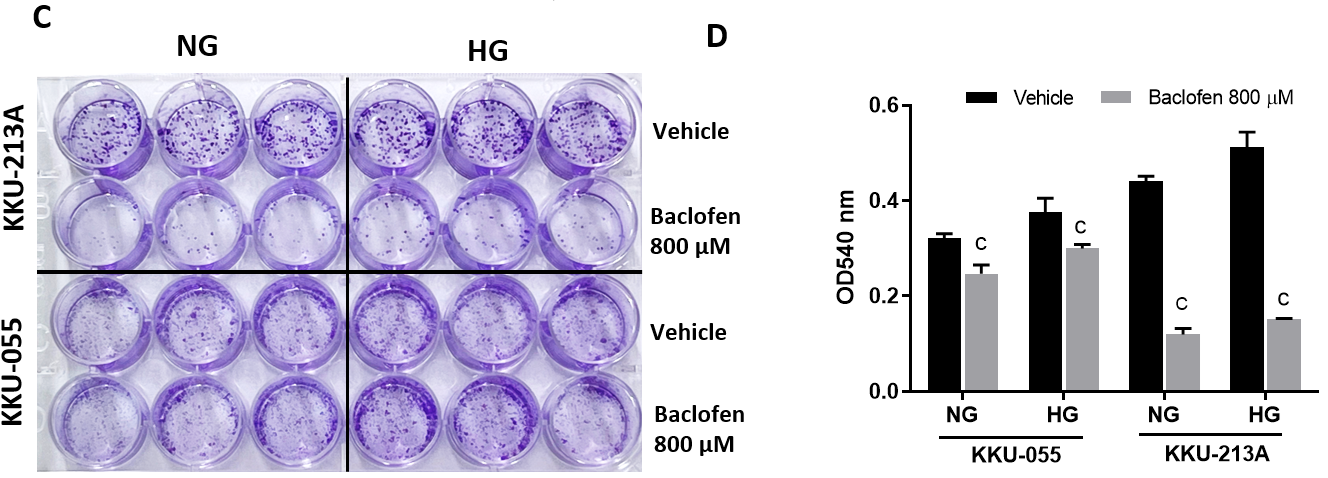 C
NG
HG
KKU-213A
Vehicle
Baclofen
800 µM
KKU-055
Vehicle
Baclofen
800 µM
D
Vehicle
Baclofen 800 µM
OD540 nm
0.6
0.4
0.2
0.0
C
C
C
C
NG
HG
NG
HG
KKU-055
KKU-213A